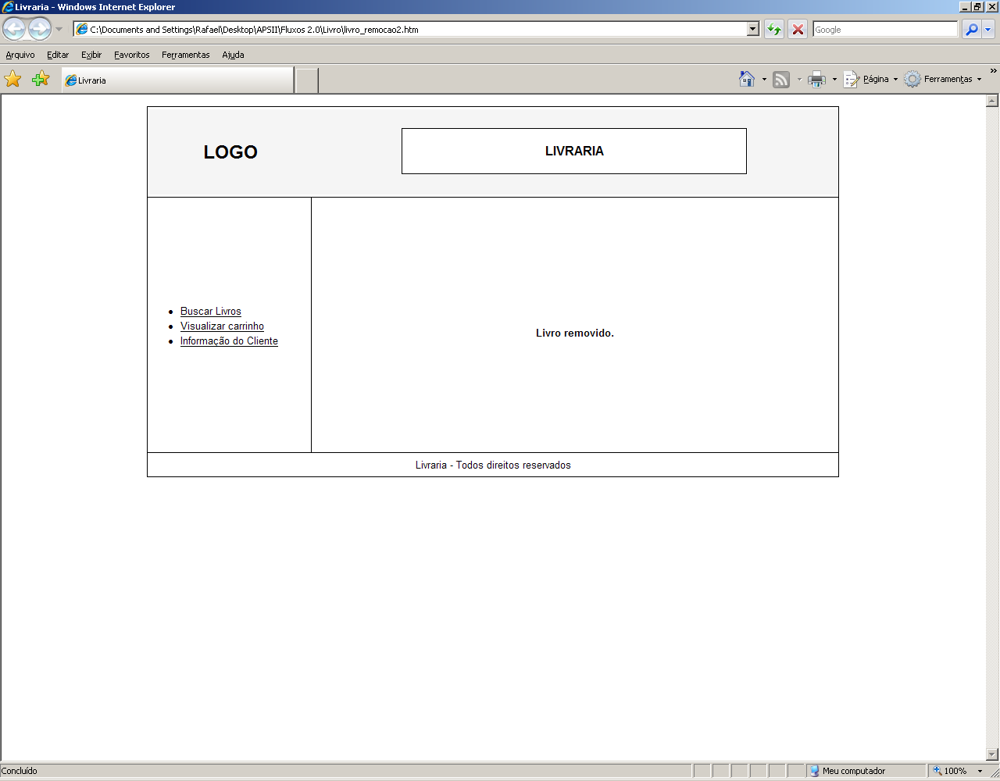 Livraria - Windows Internet Explorer
C:\Documents and Settings\Rafael\Desktop\APSII\Fluxos 2.0\Livro\livro_remocao2.htm
Google
Arquivo Editar Exibir Favoritos Ferramentas Ajuda
Livraria
Página Ferramentas
LOGO
LIVRARIA
Buscar Livros
Visualizar carrinho
Informação do Cliente
Livro removido.
Livraria - Todos direitos reservados
Concluído
Meu computador
100%